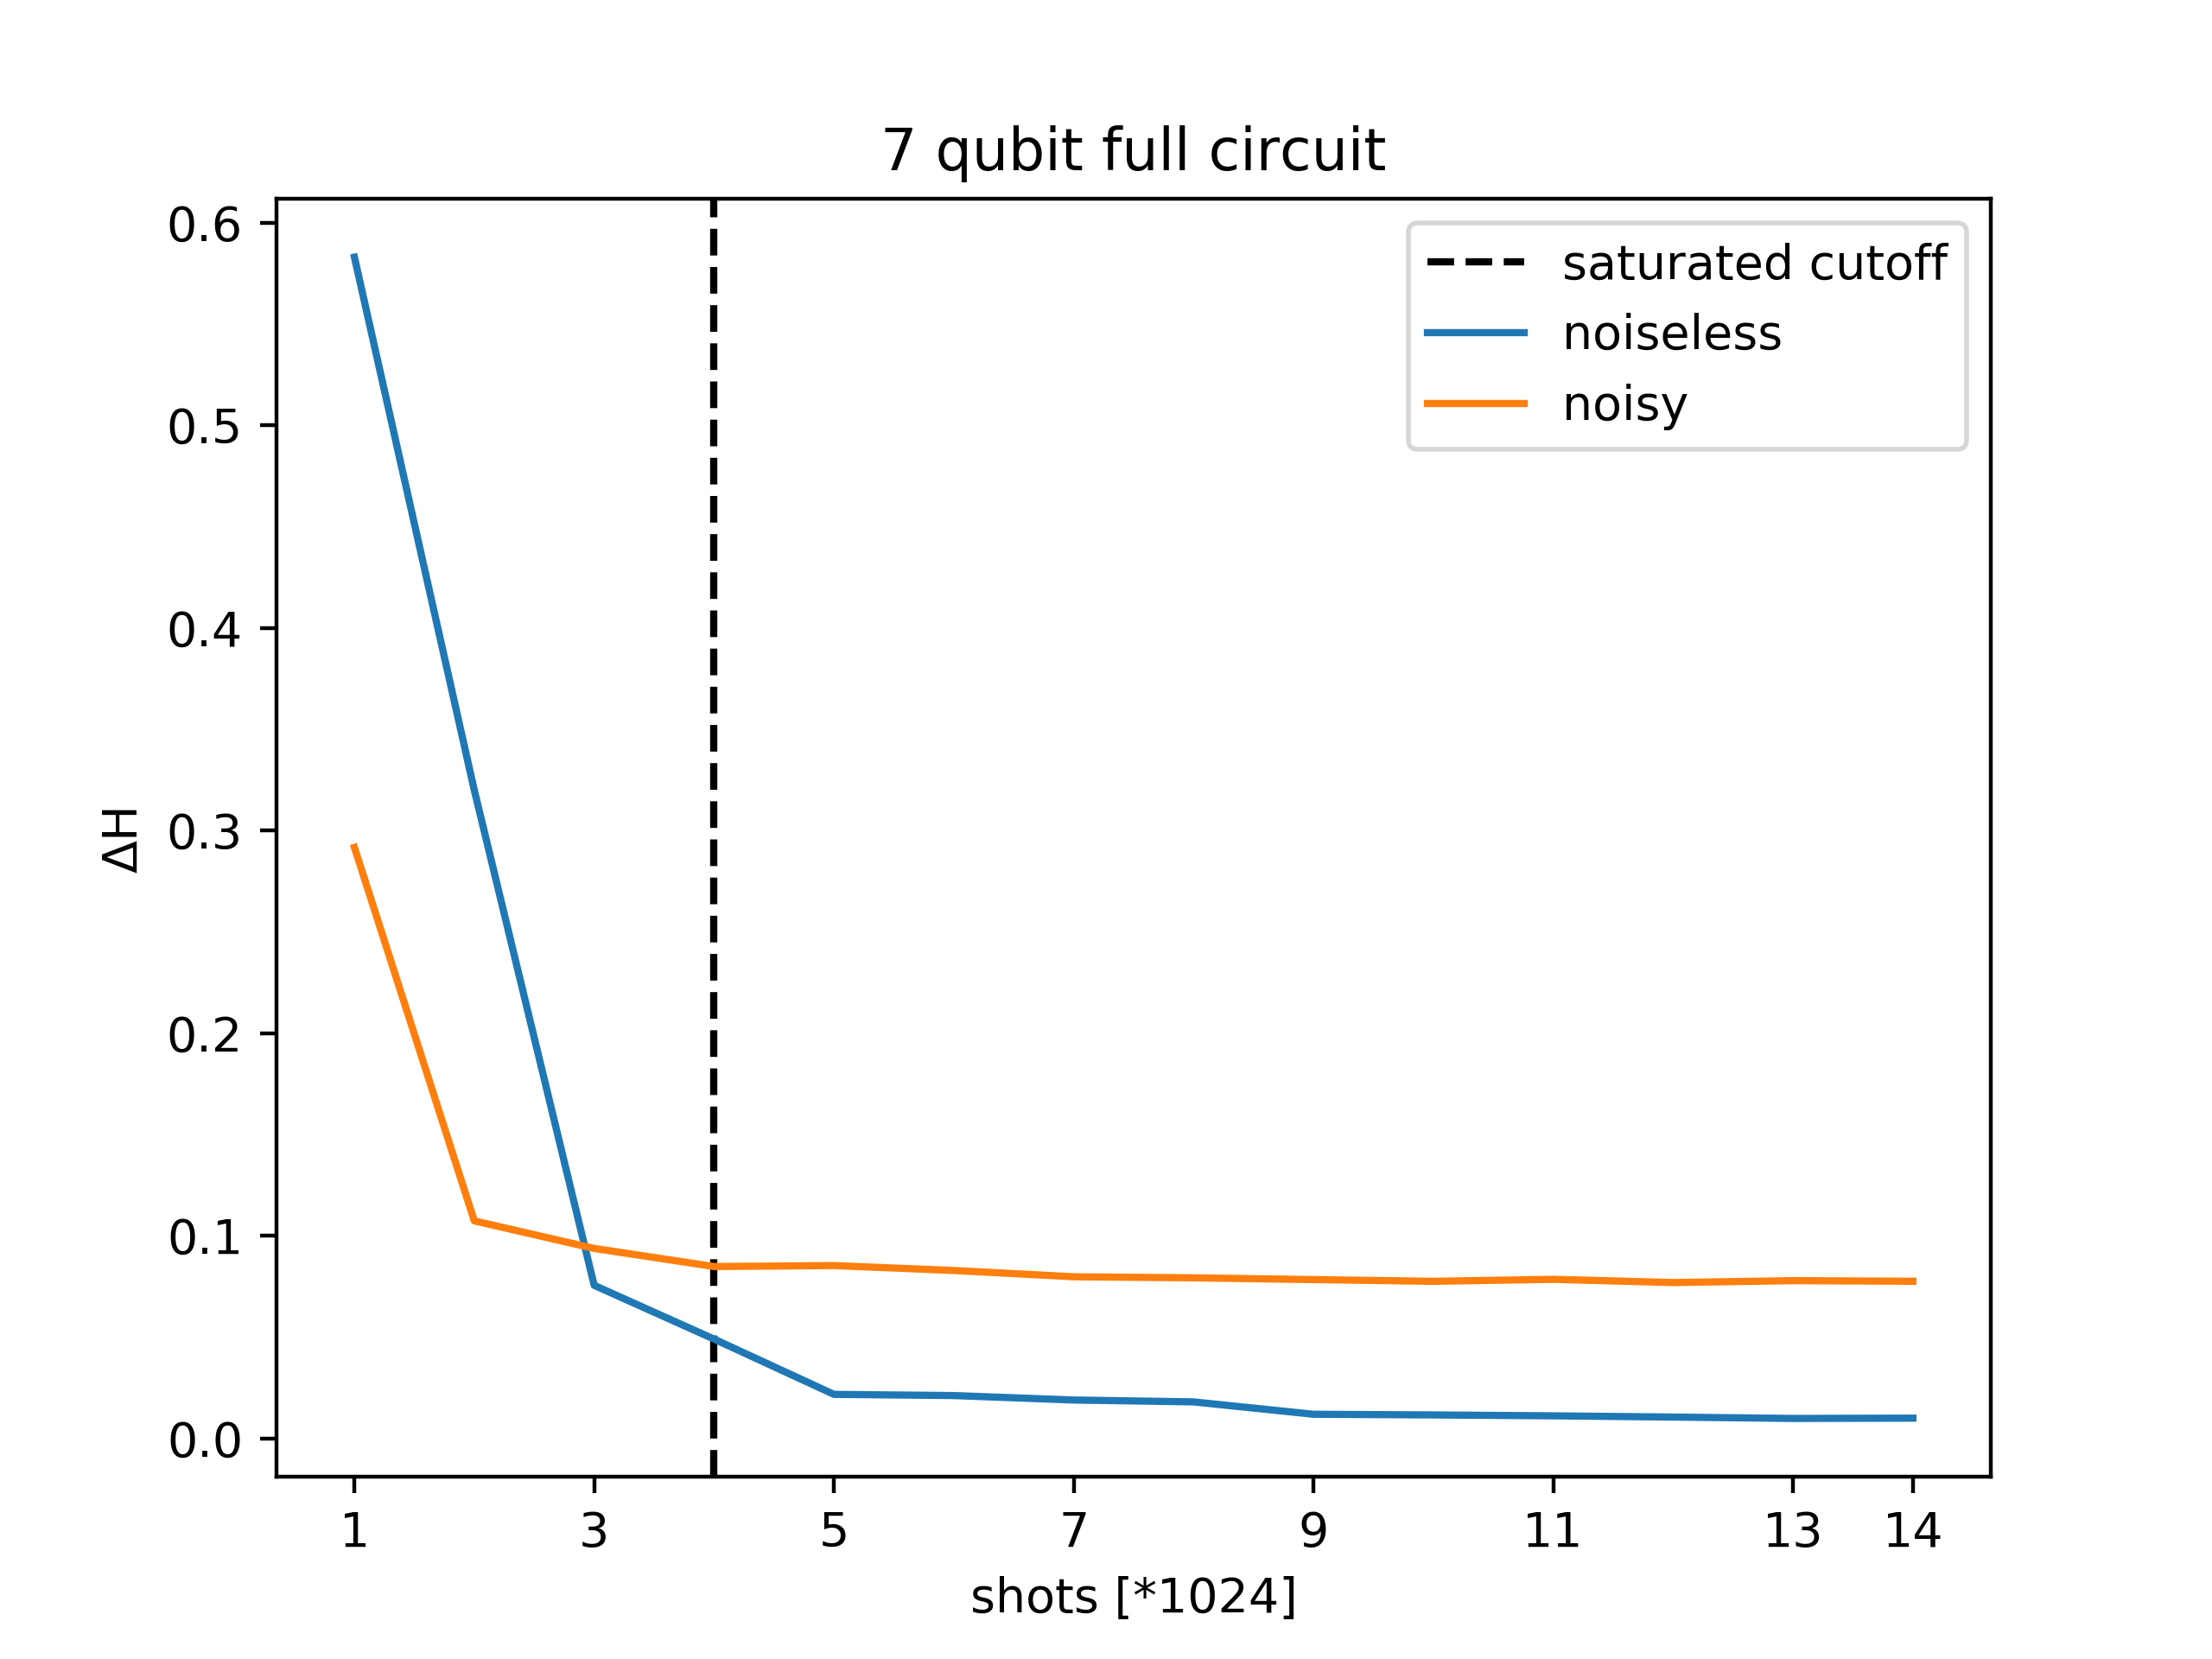 7 qubit full circuit
saturated cutoff
noiseless
noisy
0.6
0.5
0.4
0.3
0.2
0.1
0.0
ΔH
1 3 5 7 9 11 13 14
shots [*1024]